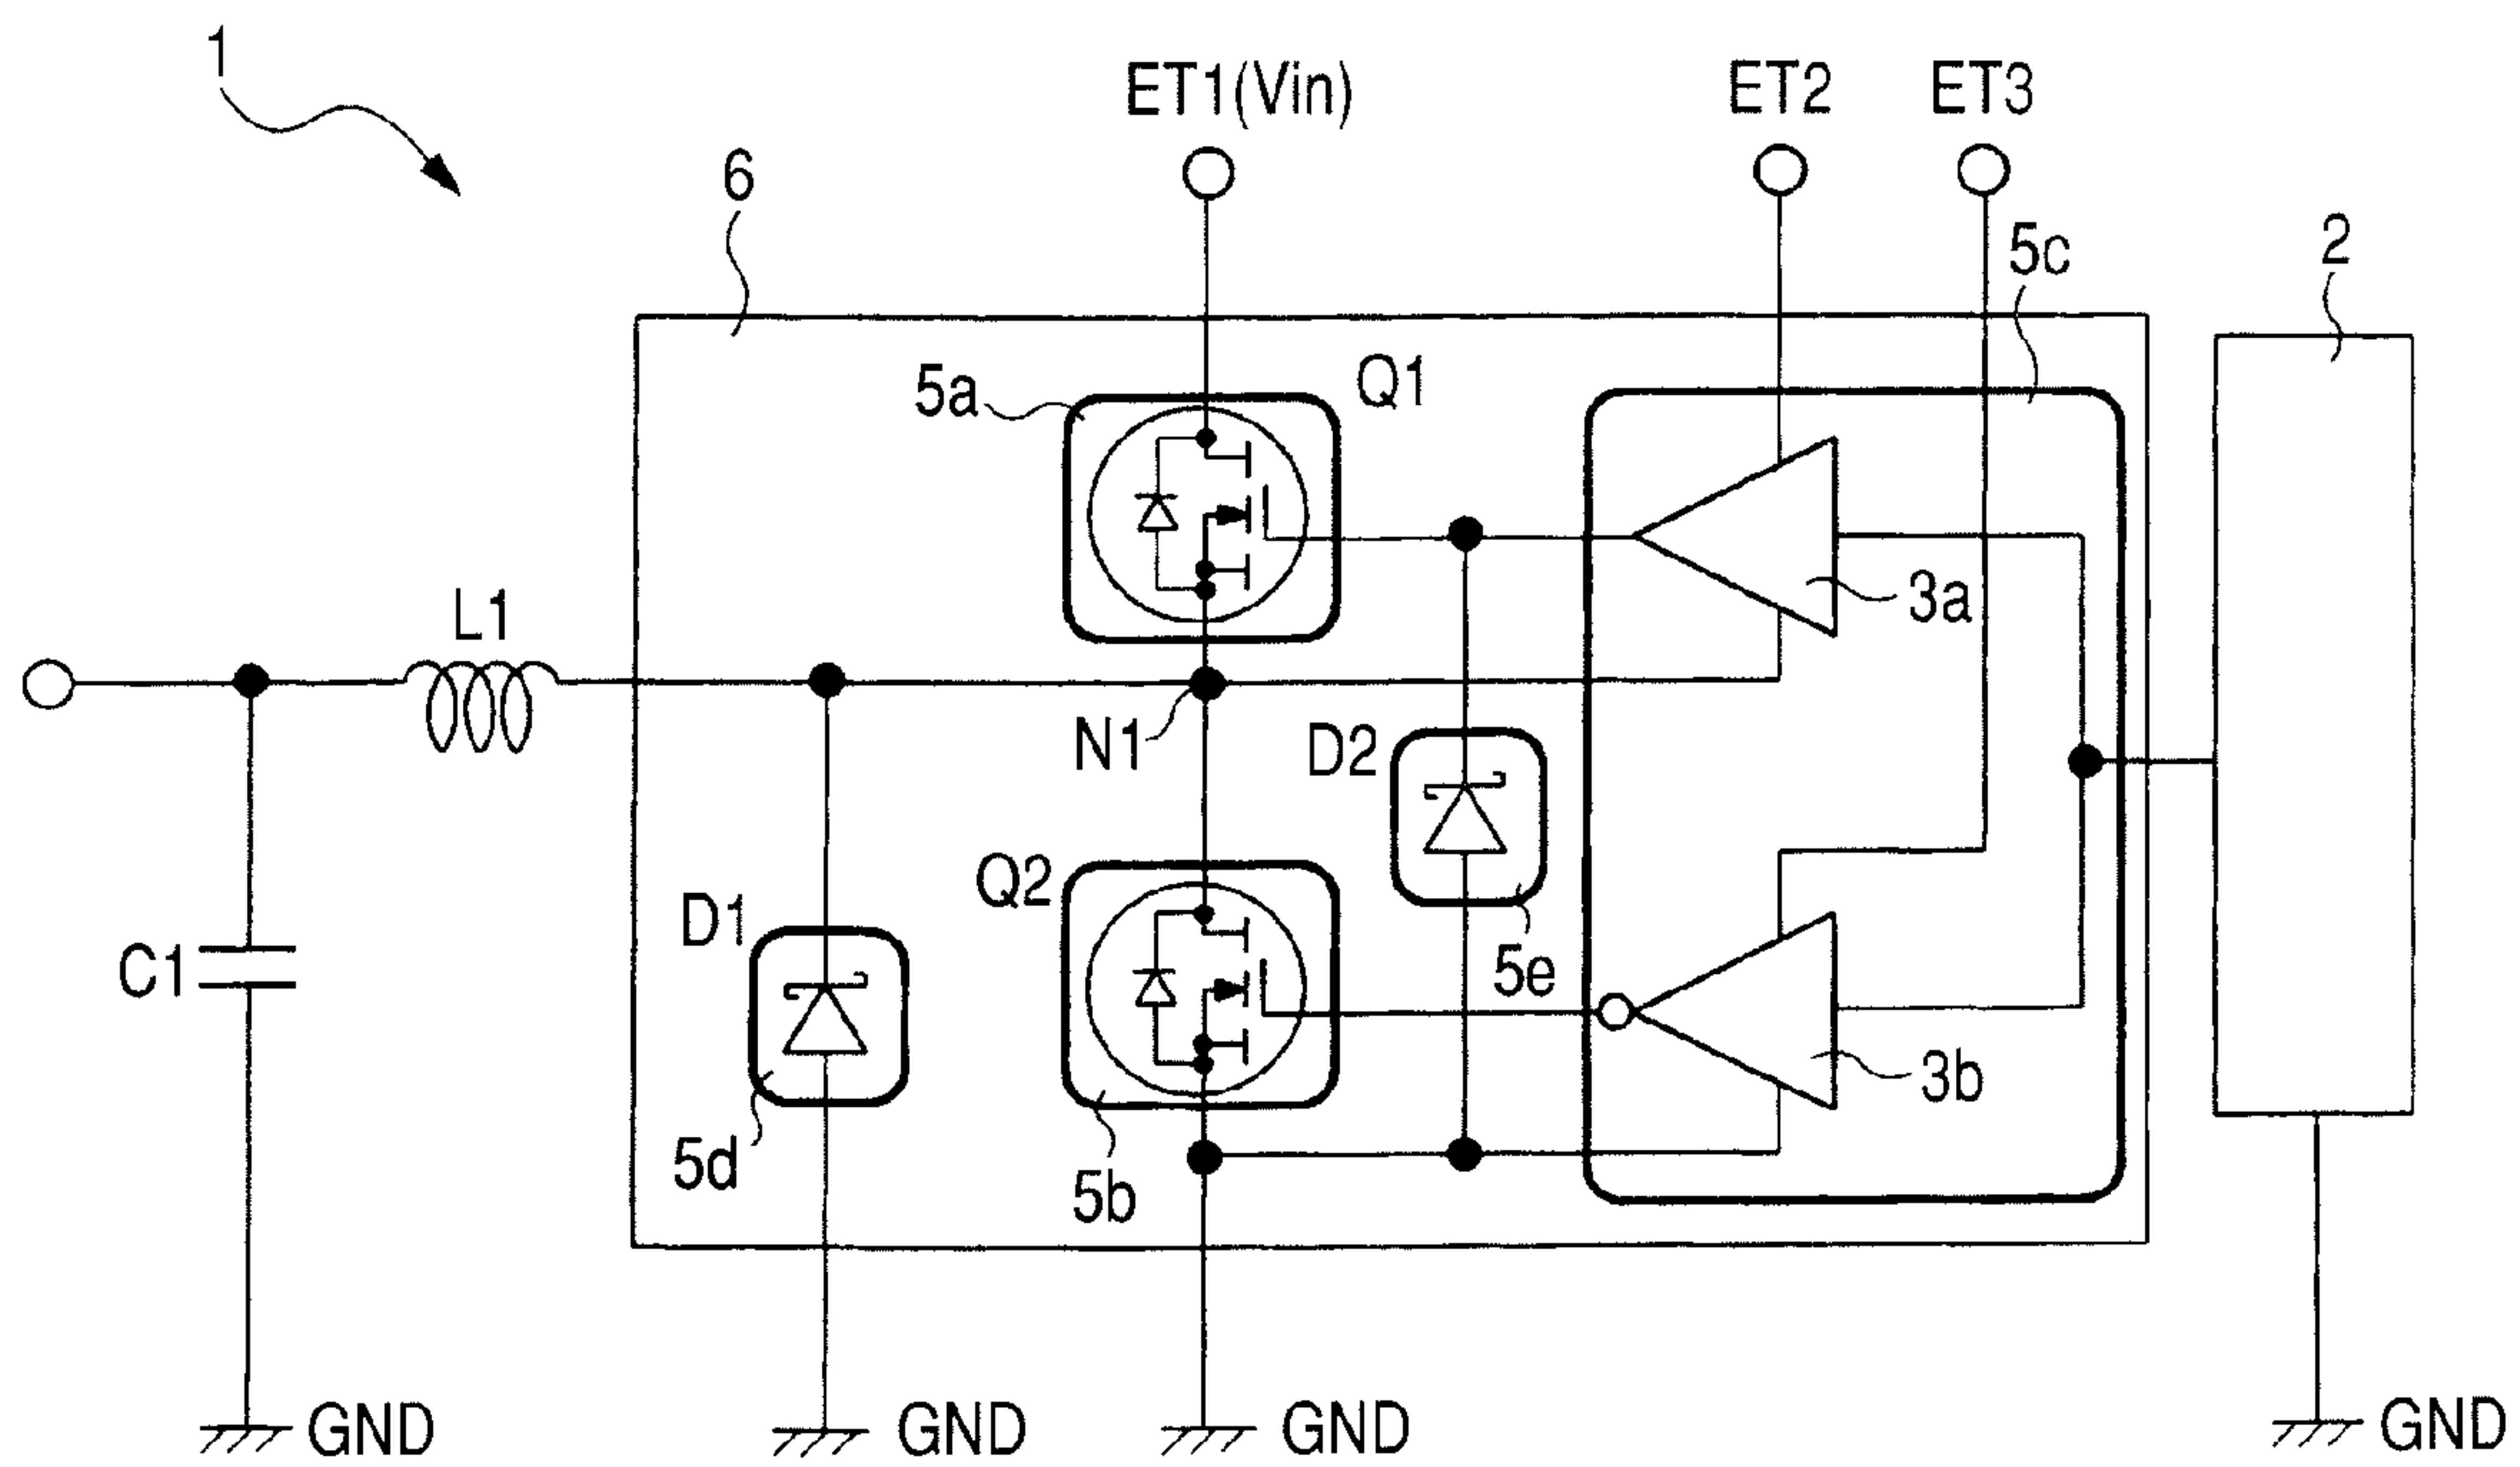 1
ET1(Vin)
ET2
ET3
6
5c
2
5a
Q1
3a
L1
N1
D2
Q2
D1
C1
5e
3b
5d
5b
GND
GND
GND
GND